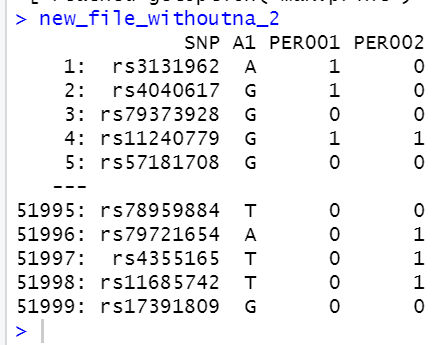 > new_file_withoutna_2
SNP A1 PER001 PER002
1: rs3131962 A 1 0
2: rs4040617 G 1 0
3: rs79373928 G 0 0
4: rs11240779 G 1 1
5: rs57181708 G 0 0
---
51995: rs78959884 T 0 0
51996: rs79721654 A 0 1
51997: rs4355165 T 0 1
51998: rs11685742 T 0 1
51999: rs17391809 G 0 0
>